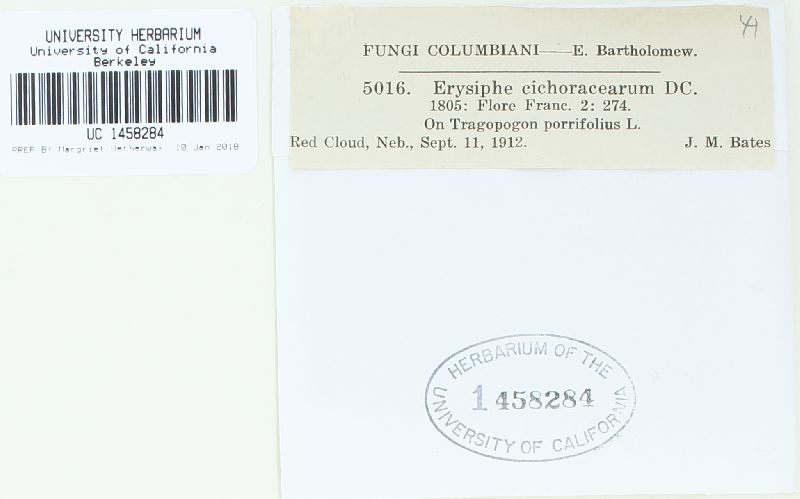 UNIVERSITY HERBARIUM
University of California
Berkeley
UC 1458284
PREP BY Margriet Wetherwax 10 Jan 2018
FUNGI COLUMBIANI—E. Bartholomew.
5016. Erysiphe cichoracearum DC.
1805: Flore Franc. 2: 274.
On Tragopogon porrifolius L.
Red Cloud, Neb., Sept. 11, 1912. J. M. Bates
HERBARIUM OF THE
1458284
UNIVERSITY OF CALIFORNIA